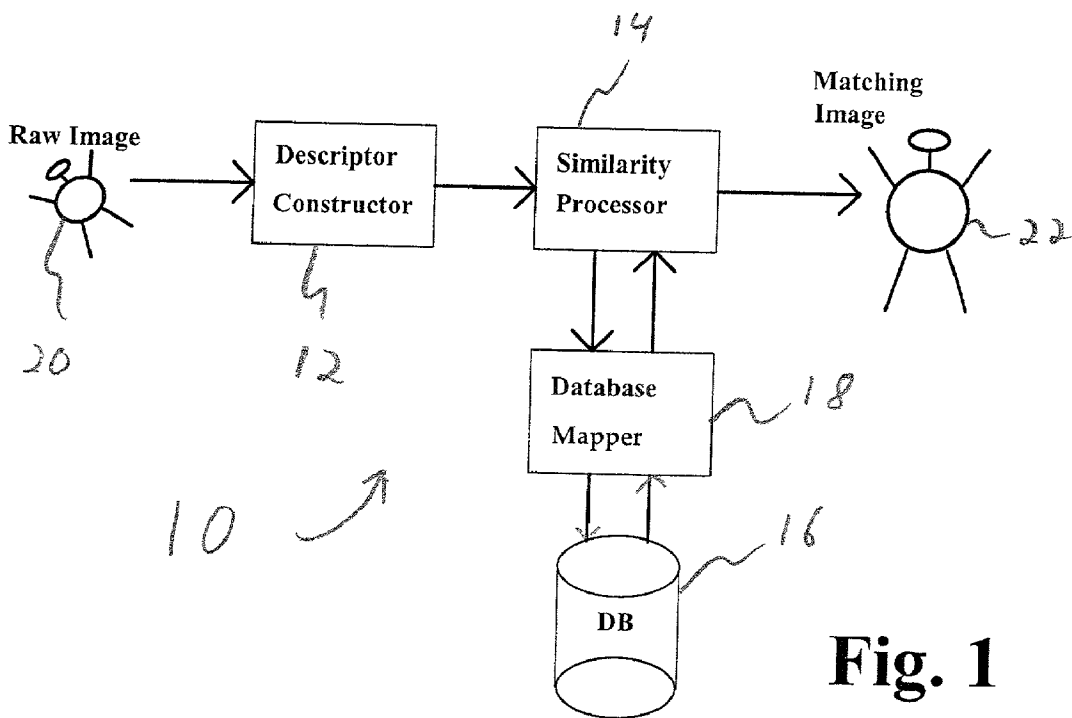 14
Matching
Image
Raw Image
Descriptor
Constructor
Similarity
Processor
22
20
12
Database
Mapper
18
10
16
DB
Fig. 1